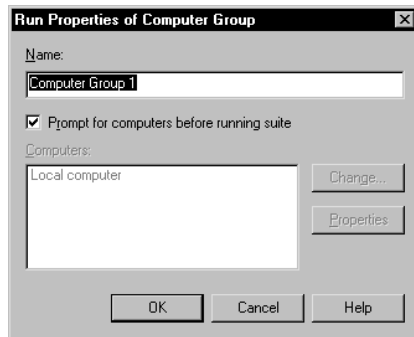 Run Properties of Computer Group
Name:
Computer Group 1
Prompt for computers before running suite
Computers:
Local computer
Change...
Properties
OK
Cancel
Help